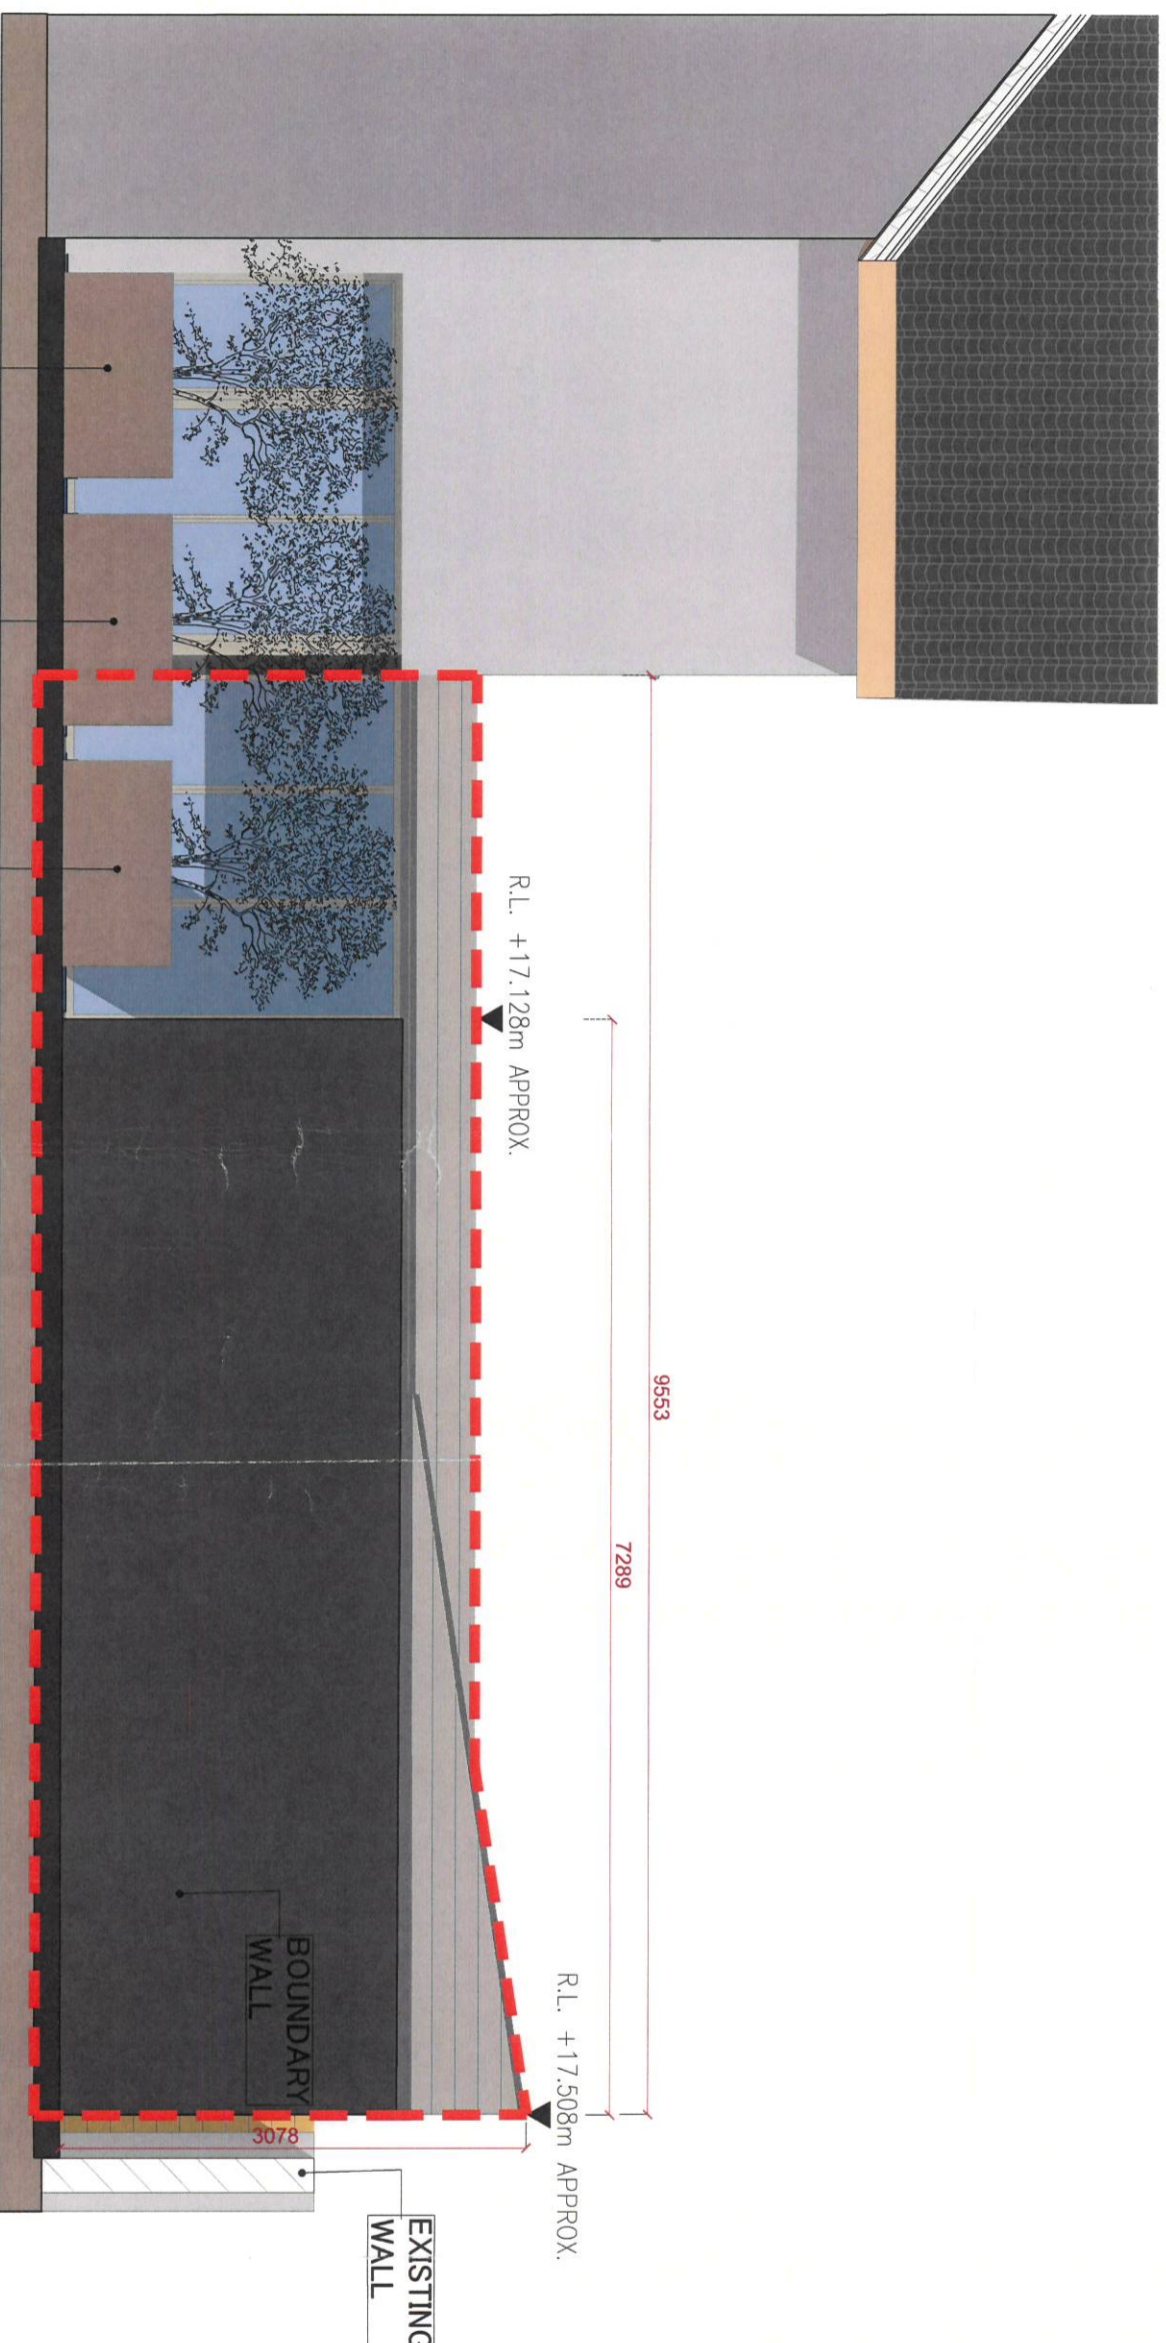 R.L. +17.128m APPROX.
9553
7289
R.L. +17.508m APPROX.
BOUNDARY
WALL
3078
EXISTING
WALL